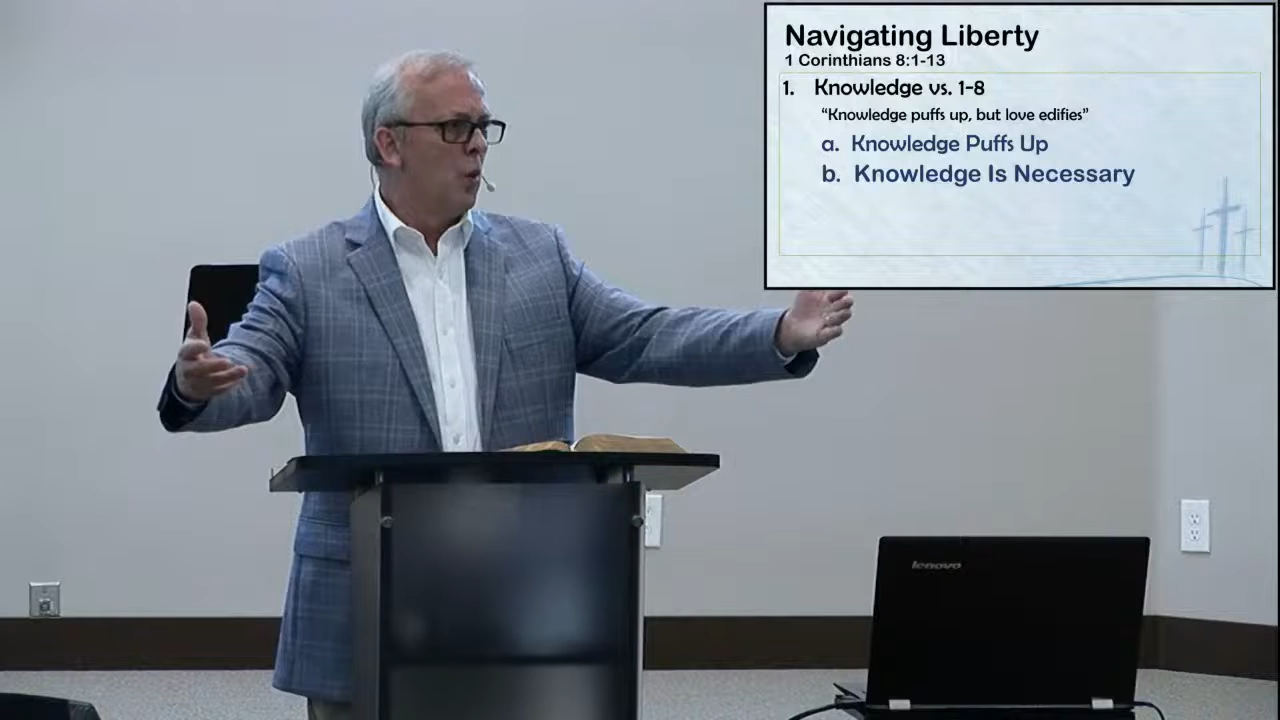 Navigating Liberty
1 Corinthians 8:1-13
1. Knowledge vs. 1-8
“Knowledge puffs up, but love edifies”
a. Knowledge Puffs Up
b. Knowledge Is Necessary
lenovo